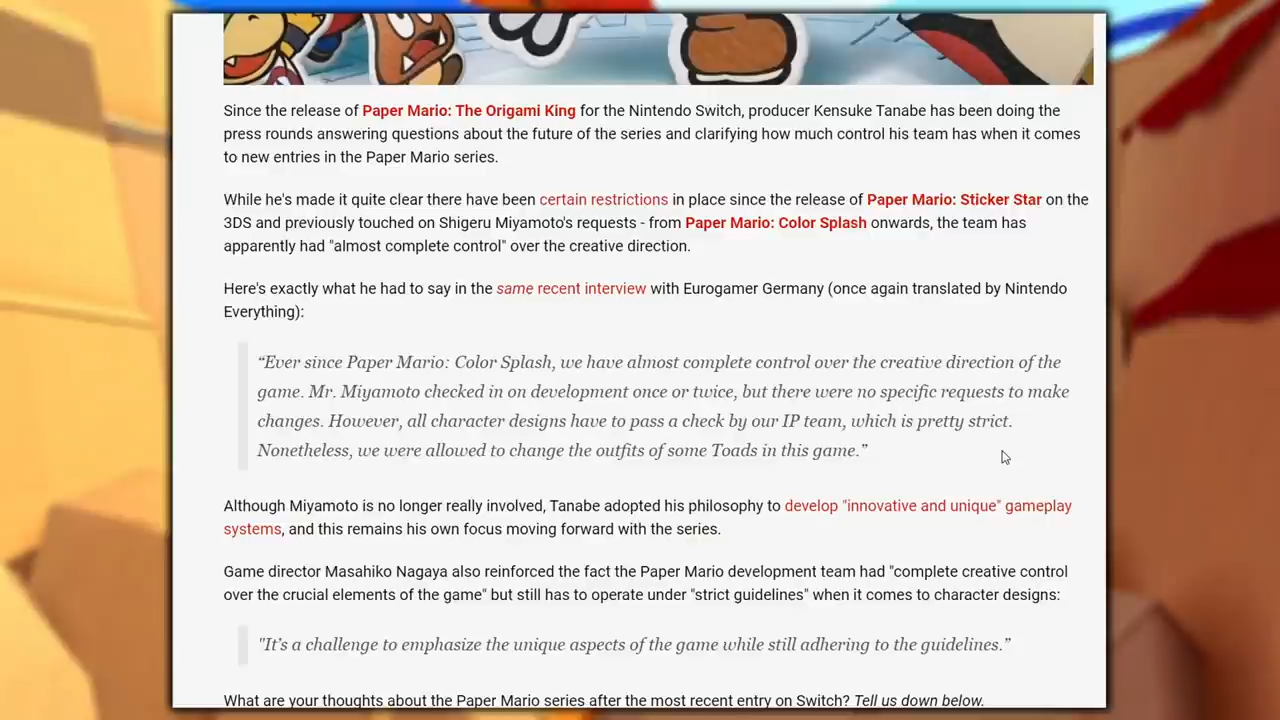 Since the release of Paper Mario: The Origami King for the Nintendo Switch, producer Kensuke Tanabe has been doing the
press rounds answering questions about the future of the series and clarifying how much control his team has when it comes
to new entries in the Paper Mario series.
While he's made it quite clear there have been certain restrictions in place since the release of Paper Mario: Sticker Star on the
3DS and previously touched on Shigeru Miyamoto's requests - from Paper Mario: Color Splash onwards, the team has
apparently had "almost complete control" over the creative direction.
Here's exactly what he had to say in the same recent interview with Eurogamer Germany (once again translated by Nintendo
Everything):
“Ever since Paper Mario: Color Splash, we have almost complete control over the creative direction of the
game. Mr. Miyamoto checked in on development once or twice, but there were no specific requests to make
changes. However, all character designs have to pass a check by our IP team, which is pretty strict.
Nonetheless, we were allowed to change the outfits of some Toads in this game.”
Although Miyamoto is no longer really involved, Tanabe adopted his philosophy to develop "innovative and unique" gameplay
systems, and this remains his own focus moving forward with the series.
Game director Masahiko Nagaya also reinforced the fact the Paper Mario development team had "complete creative control
over the crucial elements of the game" but still has to operate under "strict guidelines" when it comes to character designs:
"It’s a challenge to emphasize the unique aspects of the game while still adhering to the guidelines.”
What are your thoughts about the Paper Mario series after the most recent entry on Switch? Tell us down below.